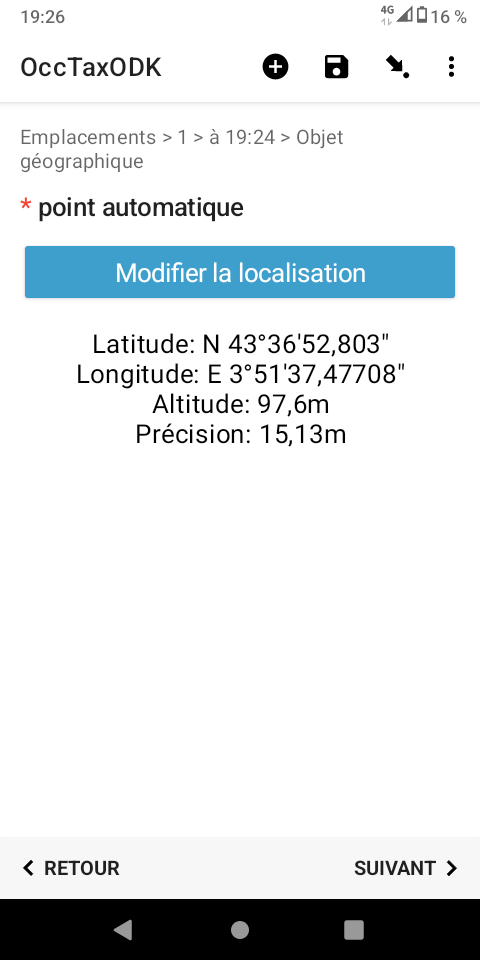 19:26 4G 16 %
OccTaxODK
Emplacements > 1 > à 19:24 > Objet
géographique
* point automatique
Modifier la localisation
Latitude: N 43°36'52,803"
Longitude: E 3°51'37,47708"
Altitude: 97,6m
Précision: 15,13m
RETOUR SUIVANT